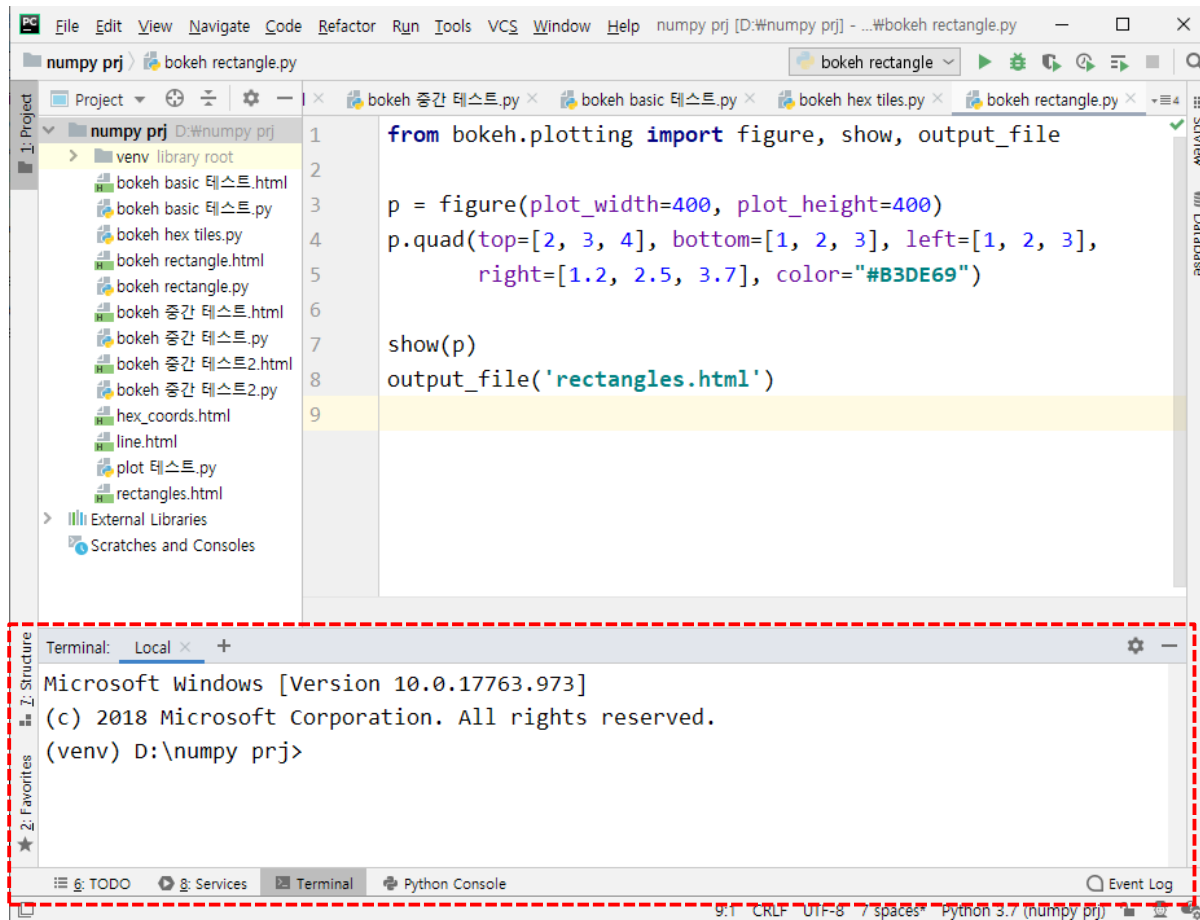 File Edit View Navigate Code Refactor Run Tools VCS Window Help numpy prj [D:₩numpy prj] - ...₩bokeh rectangle.py
numpy prj bokeh rectangle.py bokeh rectangle
1: Project
Project
bokeh 중간 테스트.py bokeh basic 테스트.py bokeh hex tiles.py bokeh rectangle.py 4
numpy prj D:₩numpy prj
venv library root
bokeh basic 테스트.html
bokeh basic 테스트.py
bokeh hex tiles.py
bokeh rectangle.html
bokeh rectangle.py
bokeh 중간 테스트.html
bokeh 중간 테스트.py
bokeh 중간 테스트2.html
bokeh 중간 테스트2.py
hex_coords.html
line.html
plot 테스트.py
rectangles.html
External Libraries
Scratches and Consoles
1 from bokeh.plotting import figure, show, output_file
2
3 p = figure(plot_width=400, plot_height=400)
4 p.quad(top=[2, 3, 4], bottom=[1, 2, 3], left=[1, 2, 3],
5 right=[1.2, 2.5, 3.7], color="#B3DE69")
6
7 show(p)
8 output_file('rectangles.html')
9
Database
7: Structure
2: Favorites
Terminal: Local +
Microsoft Windows [Version 10.0.17763.973]
(c) 2018 Microsoft Corporation. All rights reserved.
(venv) D:\numpy prj>
6: TODO 8: Services Terminal Python Console Event Log
9:1 CRLF UTF-8 7 spaces* Python 3.7 (numpy prj)